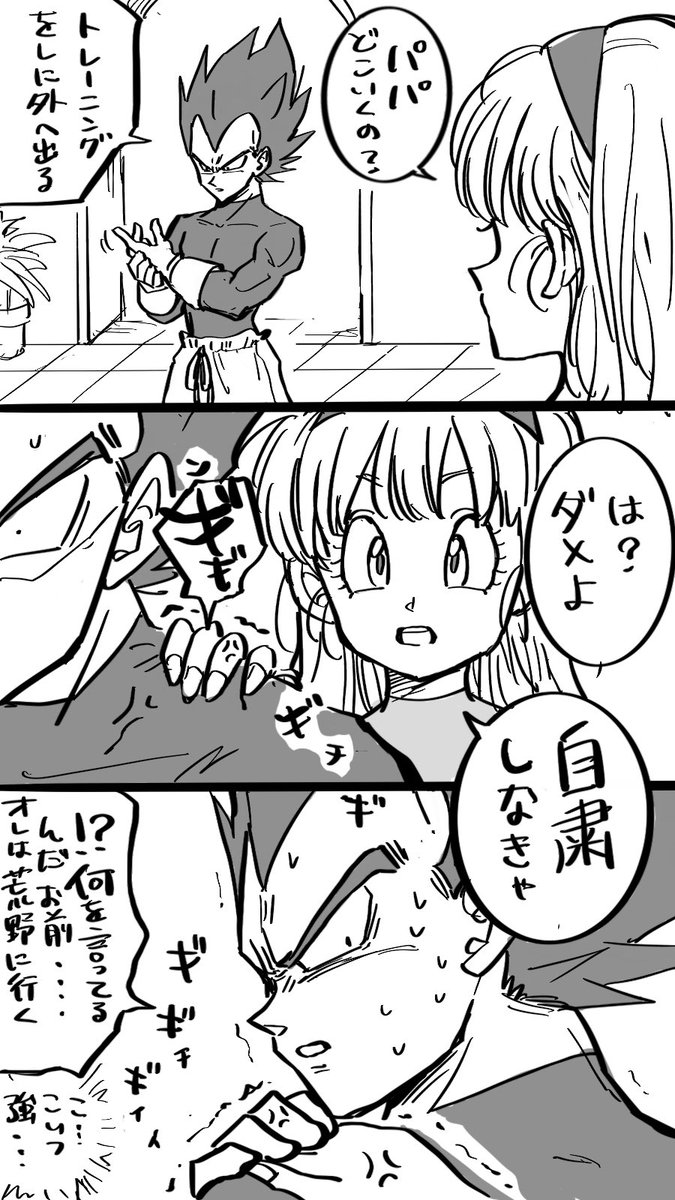 パパ
どこいくの?
トレーニング
をしに外へ出る
は?
ダメよ
ギギ
ン
ギ
チ
自粛
しなきゃ
ギ
!?何を言ってる
んだお前・・・・
オレは荒野に行く
ギ
ギ
チ
ギィィ
こ…
こいつ
強・・・